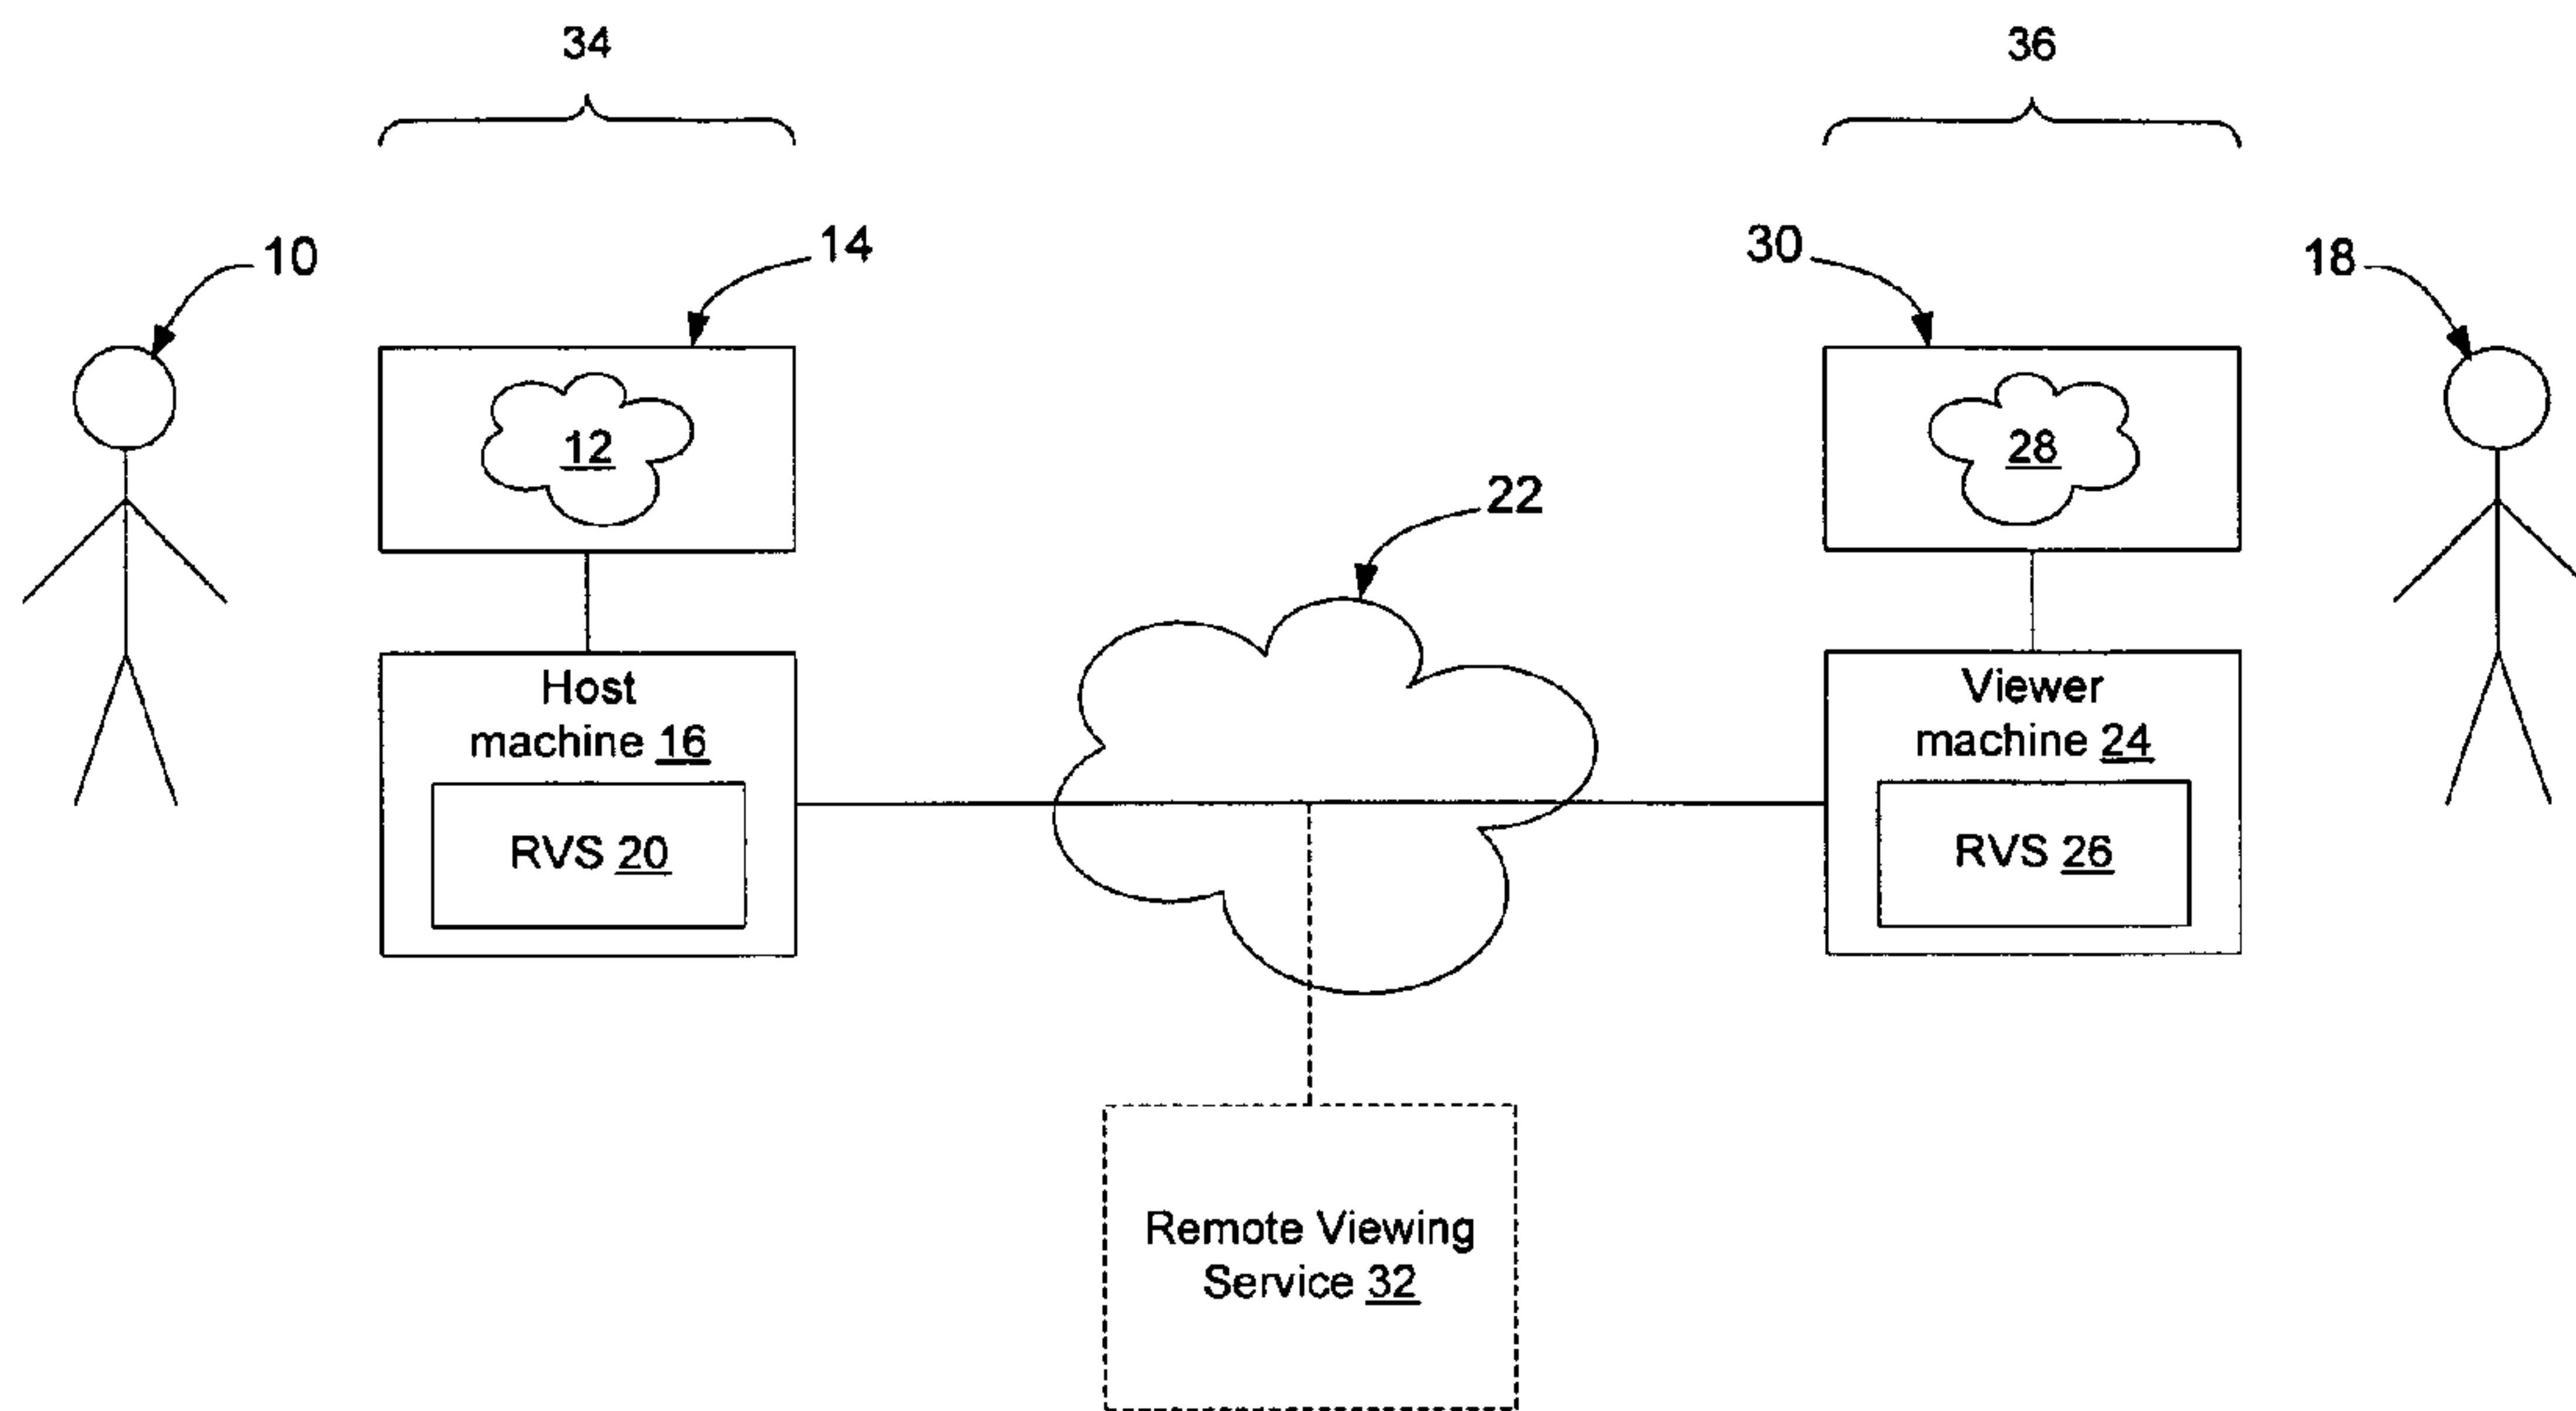 34
36
10
14
30
18
12
28
22
Host
machine 16
Viewer
machine 24
RVS 20
RVS 26
Remote Viewing
Service 32